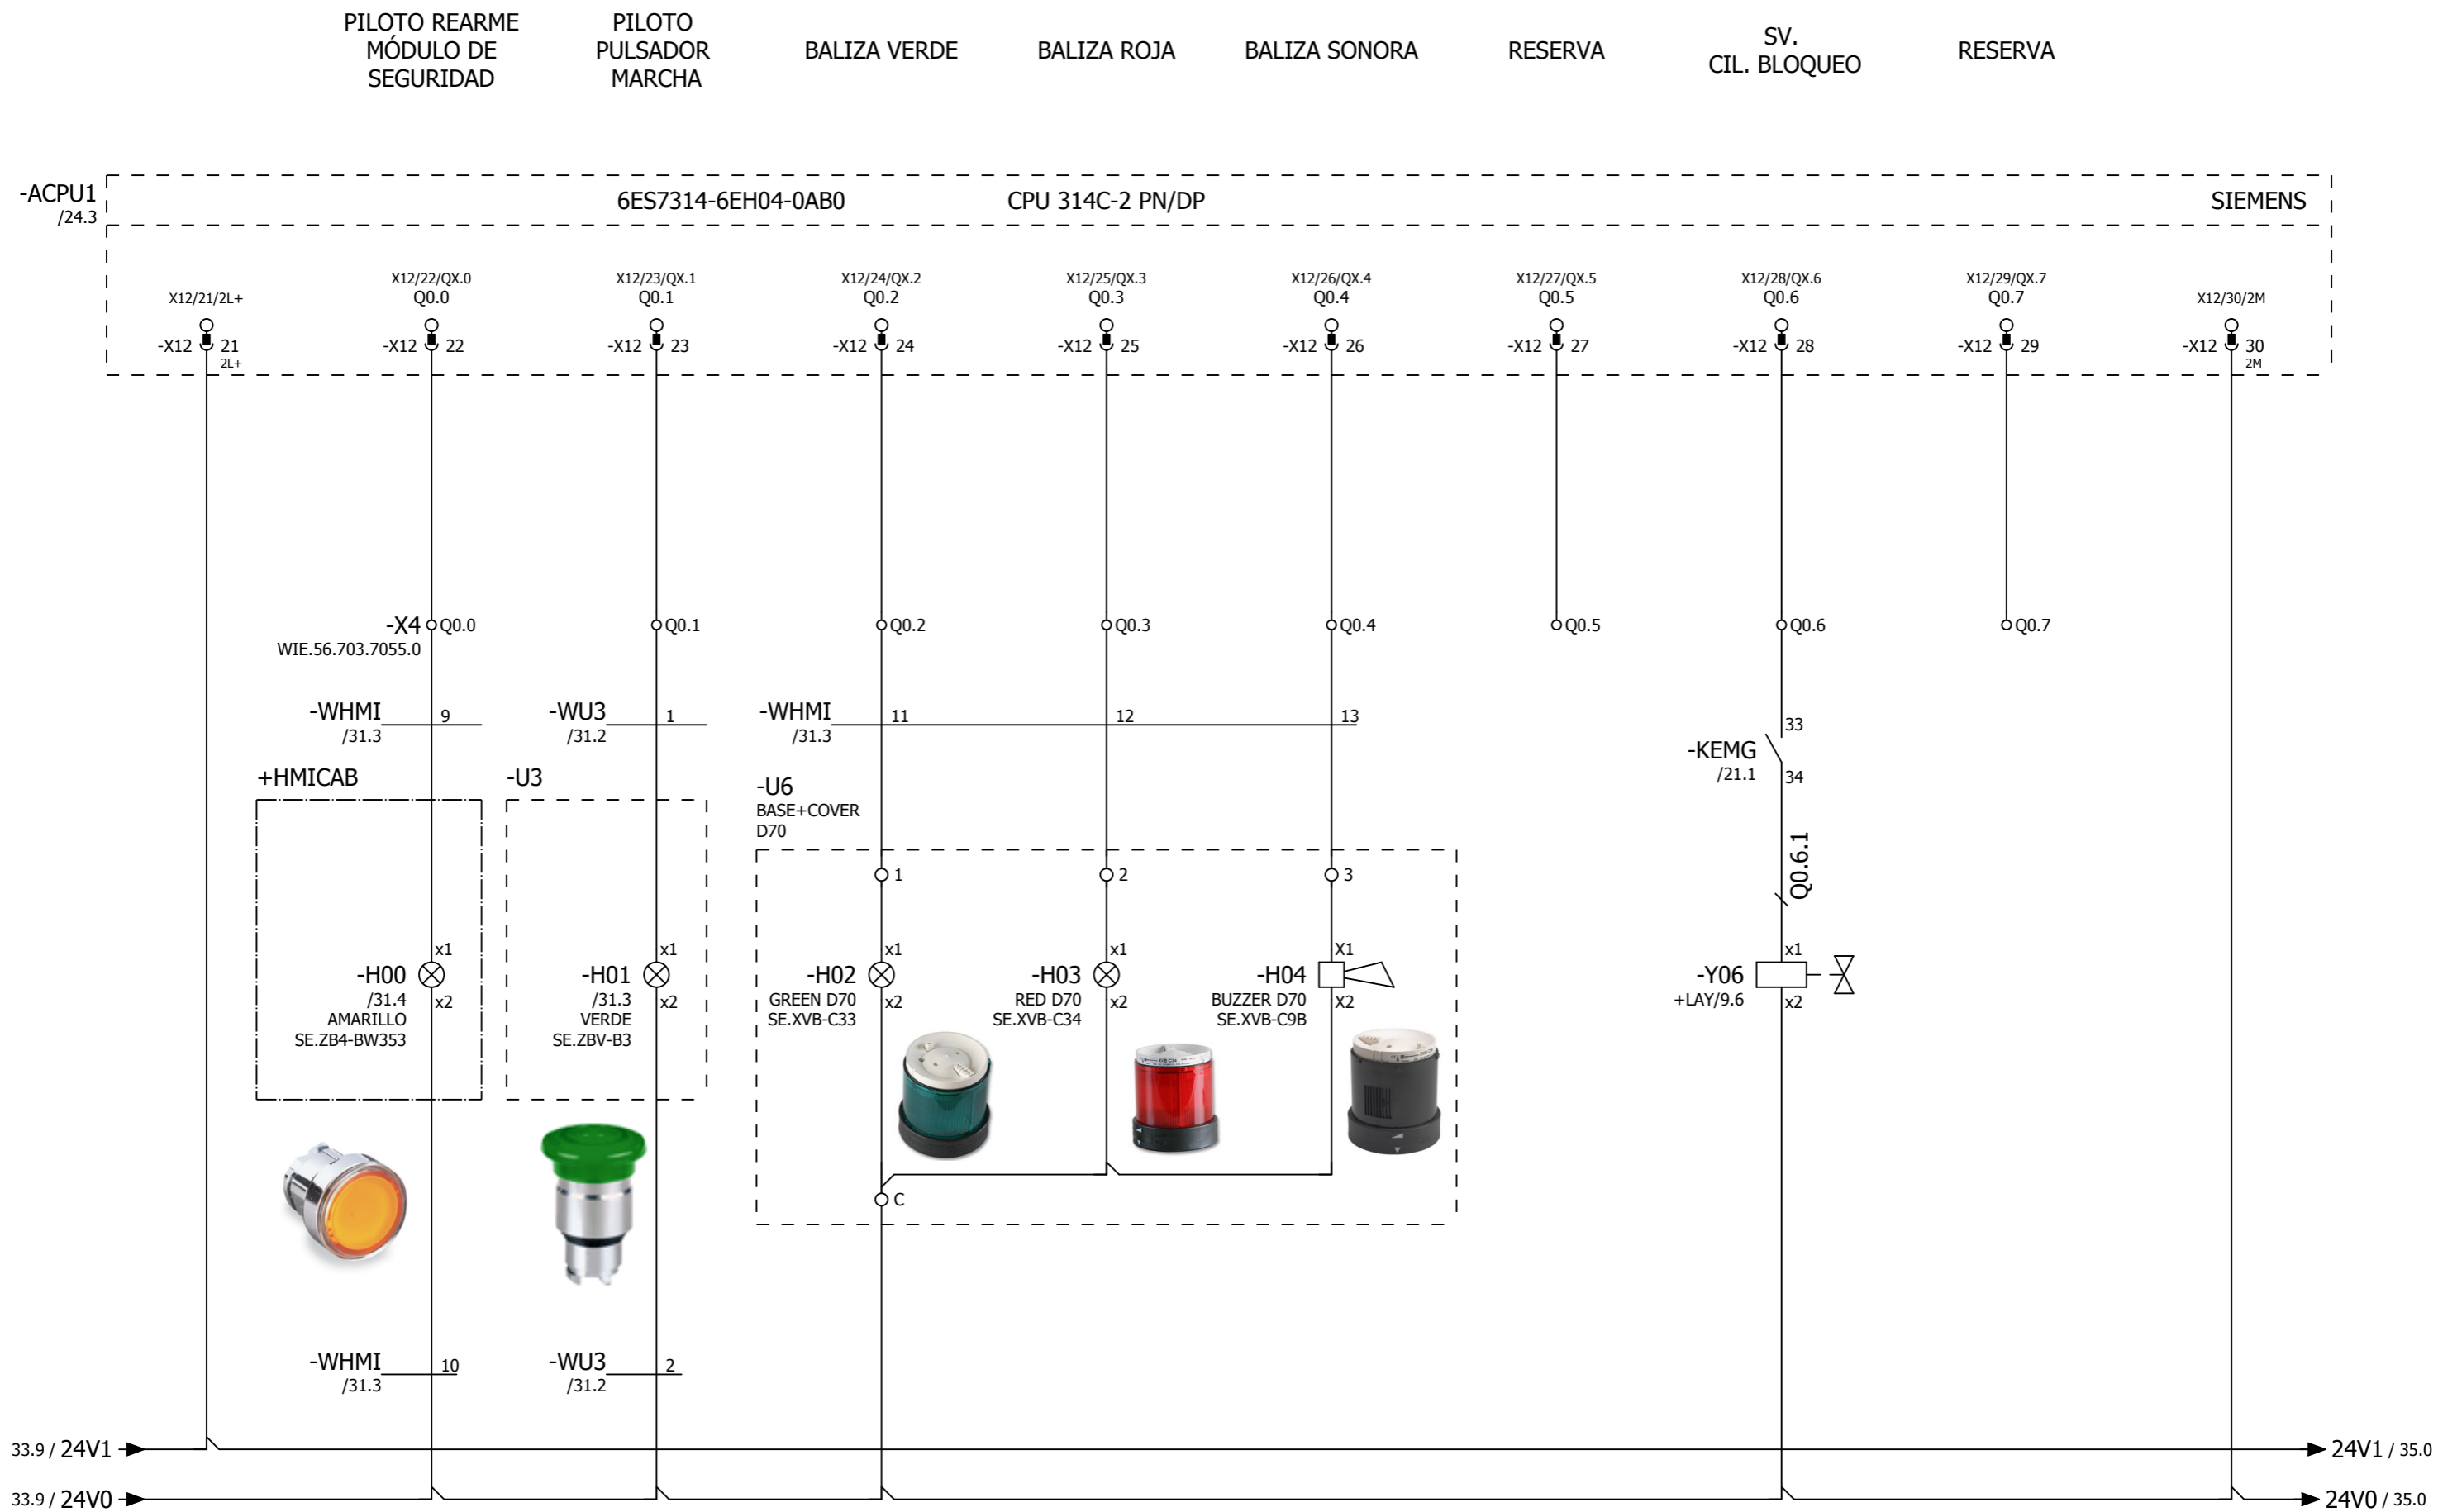 PILOTO REARME
MÓDULO DE
SEGURIDAD
PILOTO
PULSADOR
MARCHA
BALIZA VERDE
BALIZA ROJA
BALIZA SONORA
RESERVA
SV.
CIL. BLOQUEO
RESERVA
-ACPU1
/24.3
6ES7314-6EH04-0AB0
CPU 314C-2 PN/DP
SIEMENS
X12/21/2L+
X12/22/QX.0
Q0.0
X12/23/QX.1
Q0.1
X12/24/QX.2
Q0.2
X12/25/QX.3
Q0.3
X12/26/QX.4
Q0.4
X12/27/QX.5
Q0.5
X12/28/QX.6
Q0.6
X12/29/QX.7
Q0.7
X12/30/2M
-X12 21
2L+
-X12 22
-X12 23
-X12 24
-X12 25
-X12 26
-X12 27
-X12 28
-X12 29
-X12 30
2M
-X4 Q0.0
WIE.56.703.7055.0
Q0.1
Q0.2
Q0.3
Q0.4
Q0.5
Q0.6
Q0.7
-WHMI 9
/31.3
-WU3 1
/31.2
-WHMI 11 12 13
/31.3
33
-KEMG
/21.1
34
+HMICAB
-U3
-U6
BASE+COVER
D70
1
2
3
Q0.6.1
x1
-H00
/31.4
x2
AMARILLO
SE.ZB4-BW353
x1
-H01
/31.3
x2
VERDE
SE.ZBV-B3
x1
-H02
GREEN D70
x2
SE.XVB-C33
x1
-H03
RED D70
x2
SE.XVB-C34
X1
-H04
BUZZER D70
X2
SE.XVB-C9B
x1
-Y06
+LAY/9.6
x2
C
-WHMI 10
/31.3
-WU3 2
/31.2
33.9 / 24V1
24V1 / 35.0
33.9 / 24V0
24V0 / 35.0